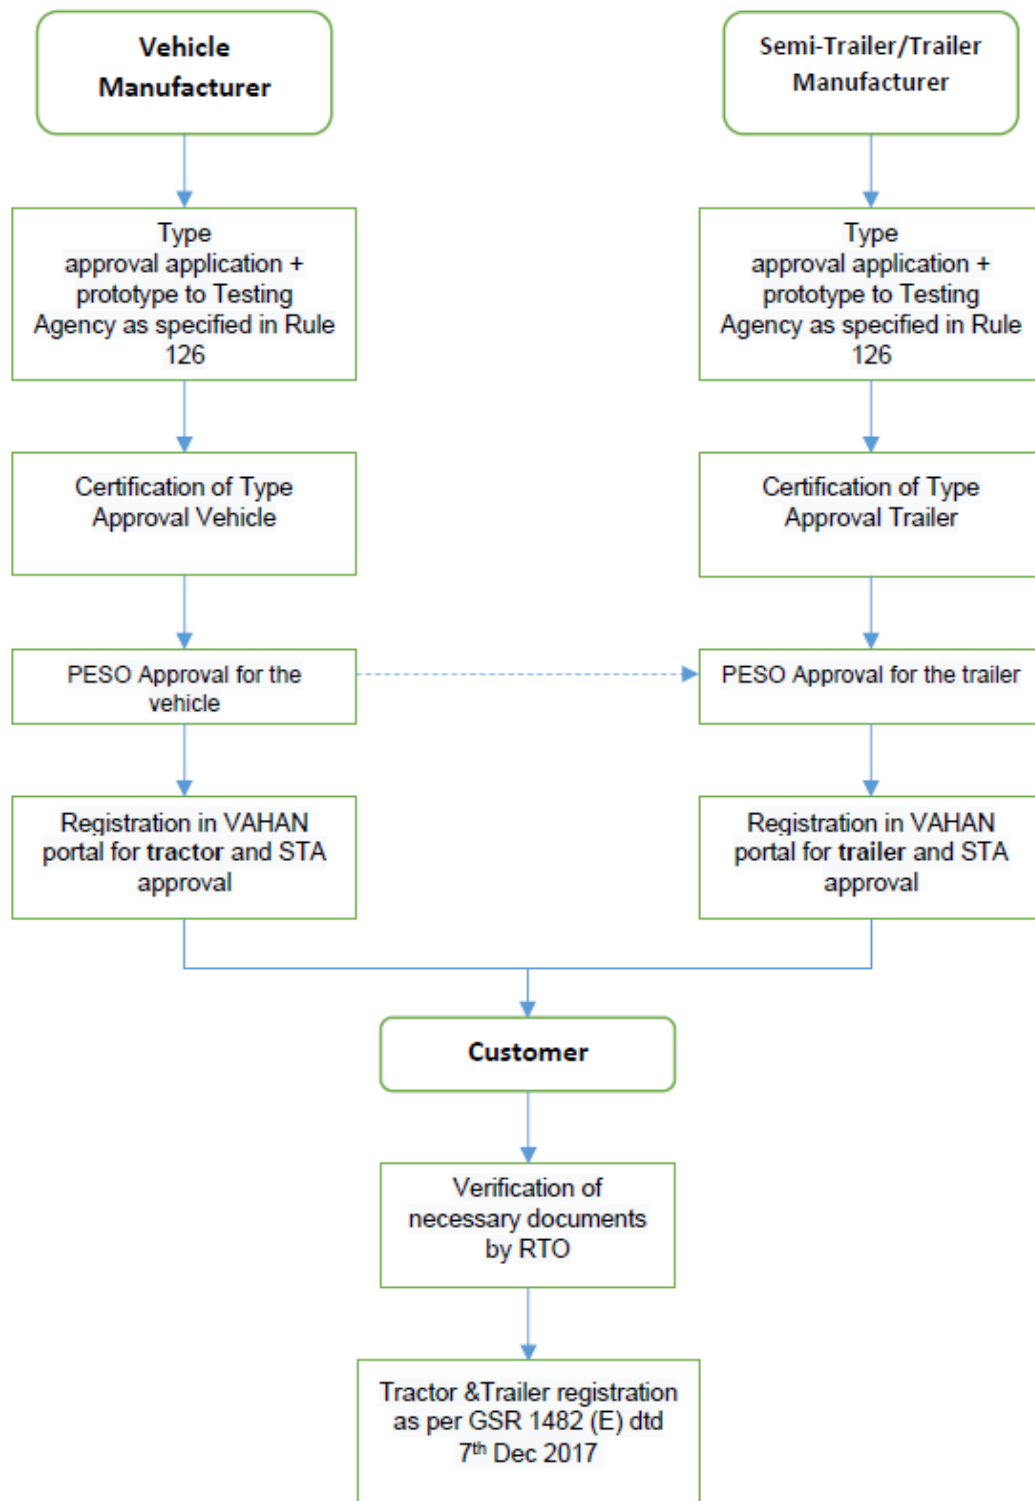 Vehicle
Manufacturer
Semi-Trailer/Trailer
Manufacturer
Type
approval application +
prototype to Testing
Agency as specified in Rule
126
Type
approval application +
prototype to Testing
Agency as specified in Rule
126
Certification of Type
Approval Vehicle
Certification of Type
Approval Trailer
PESO Approval for the
vehicle
PESO Approval for the trailer
Registration in VAHAN
portal for tractor and STA
approval
Registration in VAHAN
portal for trailer and STA
approval
Customer
Verification of
necessary documents
by RTO
Tractor &Trailer registration
as per GSR 1482 (E) dtd
7th Dec 2017